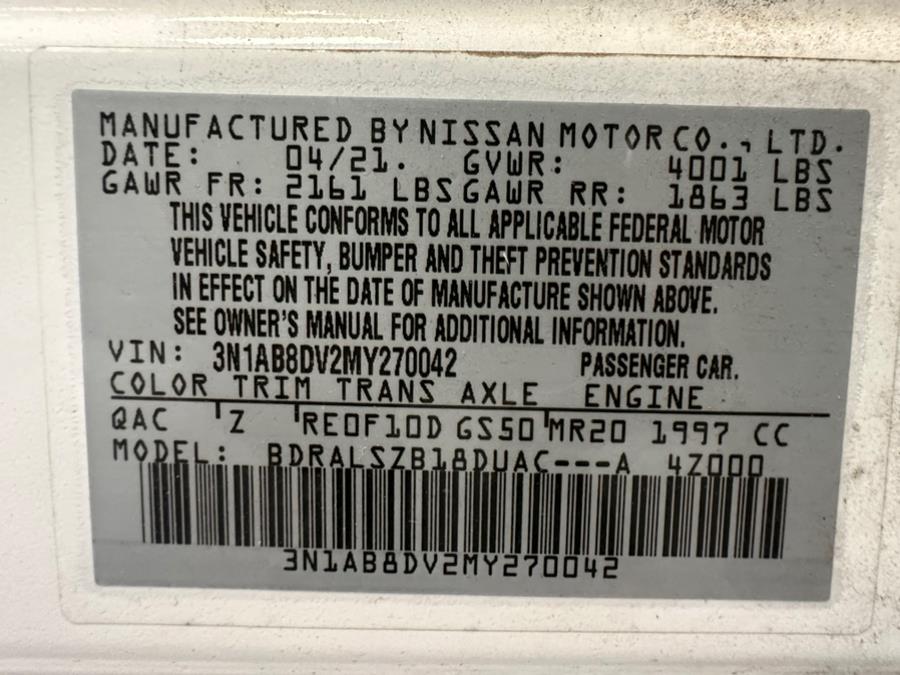 MANUFACTURED BY NISSAN MOTOR CO., LTD.
DATE: 04/21. GVWR: 4001 LBS
GAWR FR: 2161 LBS GAWR RR: 1863 LBS
THIS VEHICLE CONFORMS TO ALL APPLICABLE FEDERAL MOTOR
VEHICLE SAFETY, BUMPER AND THEFT PREVENTION STANDARDS
IN EFFECT ON THE DATE OF MANUFACTURE SHOWN ABOVE.
SEE OWNER'S MANUAL FOR ADDITIONAL INFORMATION.
VIN: 3N1AB8DV2MY270042 PASSENGER CAR.
COLOR TRIM TRANS AXLE ENGINE
QAC Z RE0F10D GS50 MR20 1997 CC
MODEL: BDRALSZB18DUAC---A 4Z000
3N1AB8DV2MY270042